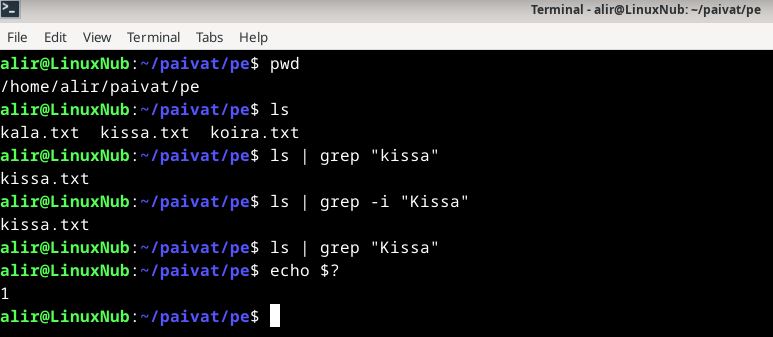 Terminal - alir@LinuxNub: ~/paivat/pe
File Edit View Terminal Tabs Help
alir@LinuxNub:~/paivat/pe$ pwd
/home/alir/paivat/pe
alir@LinuxNub:~/paivat/pe$ ls
kala.txt  kissa.txt  koira.txt
alir@LinuxNub:~/paivat/pe$ ls | grep "kissa"
kissa.txt
alir@LinuxNub:~/paivat/pe$ ls | grep -i "Kissa"
kissa.txt
alir@LinuxNub:~/paivat/pe$ ls | grep "Kissa"
alir@LinuxNub:~/paivat/pe$ echo $?
1
alir@LinuxNub:~/paivat/pe$